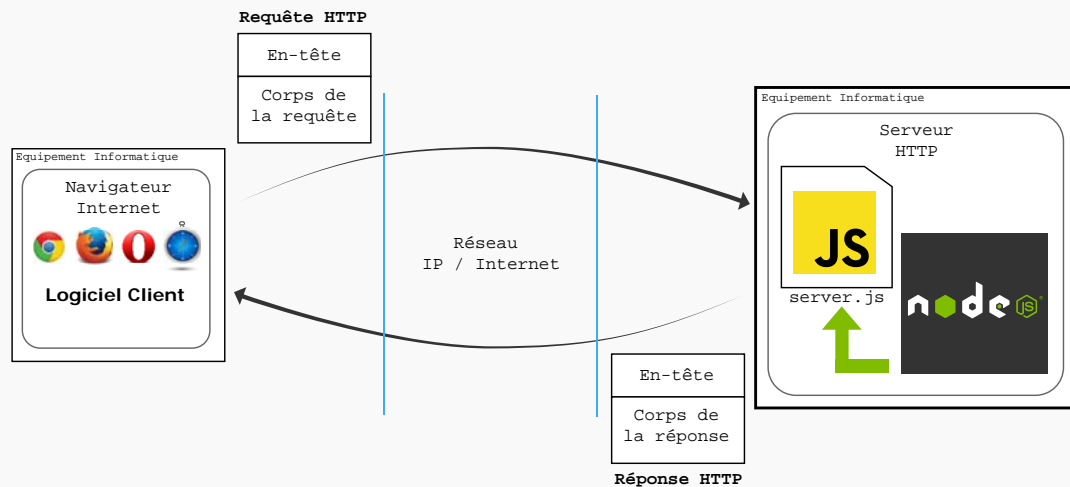 Requête HTTP
En-tête
Corps de
la requête
Equipement Informatique
Navigateur
Internet
Logiciel Client
Réseau
IP / Internet
Equipement Informatique
Serveur
HTTP
JS
server.js
node
JS
En-tête
Corps de
la réponse
Réponse HTTP